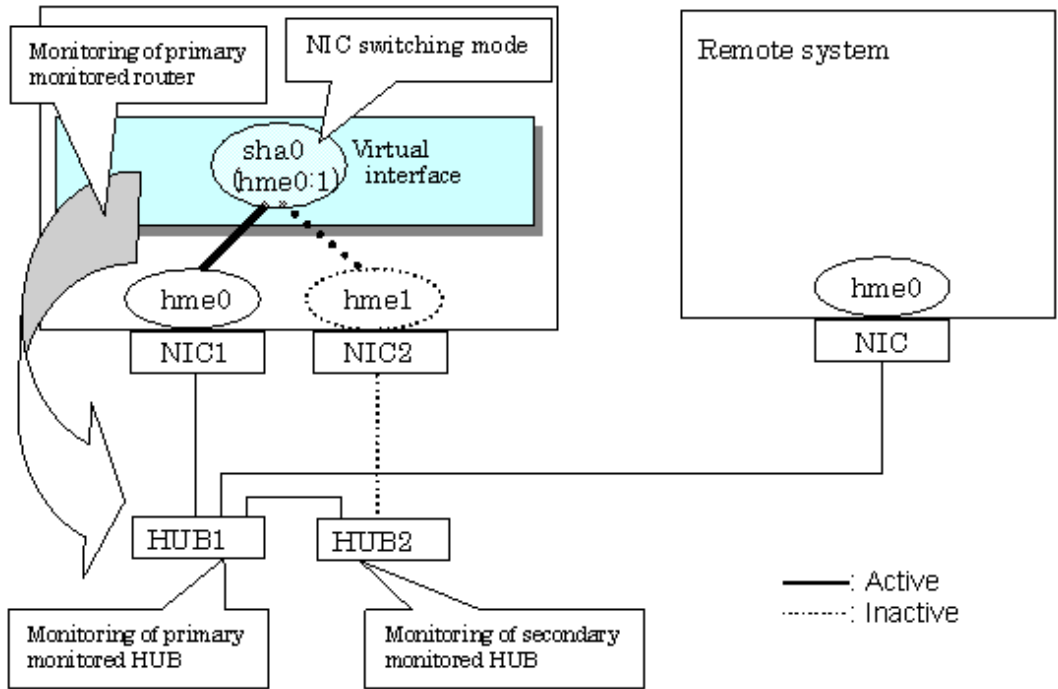 Monitoring of primary
monitored router
NIC switching mode
Remote system
sha0
(hme0:1)
Virtual
interface
hme0
hme1
hme0
NIC1
NIC2
NIC
HUB1
HUB2
: Active
: Inactive
Monitoring of primary
monitored HUB
Monitoring of secondary
monitored HUB